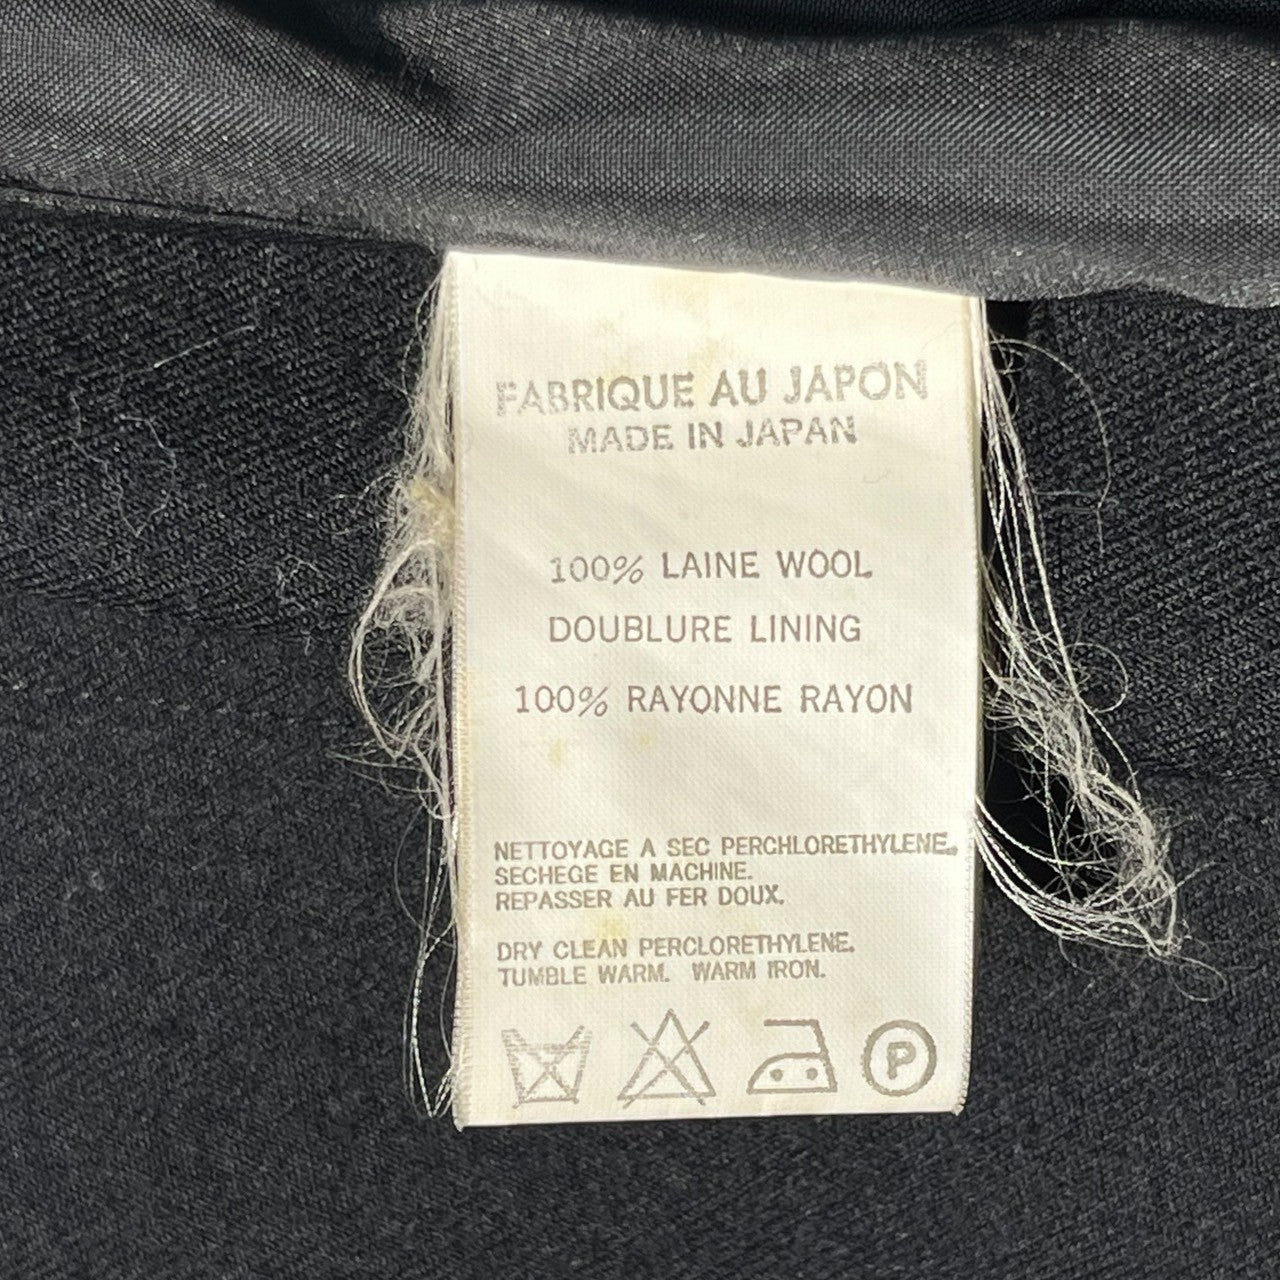 FABRIQUE AU JAPON
MADE IN JAPAN
100% LAINE WOOL
DOUBLURE LINING
100% RAYONNE RAYON
NETTOYAGE A SEC PERCHLORETHYLENE.
SECHEGE EN MACHINE.
REPASSER AU FER DOUX.
DRY CLEAN PERCLORETHYLENE.
TUMBLE WARM. WARM IRON.
P